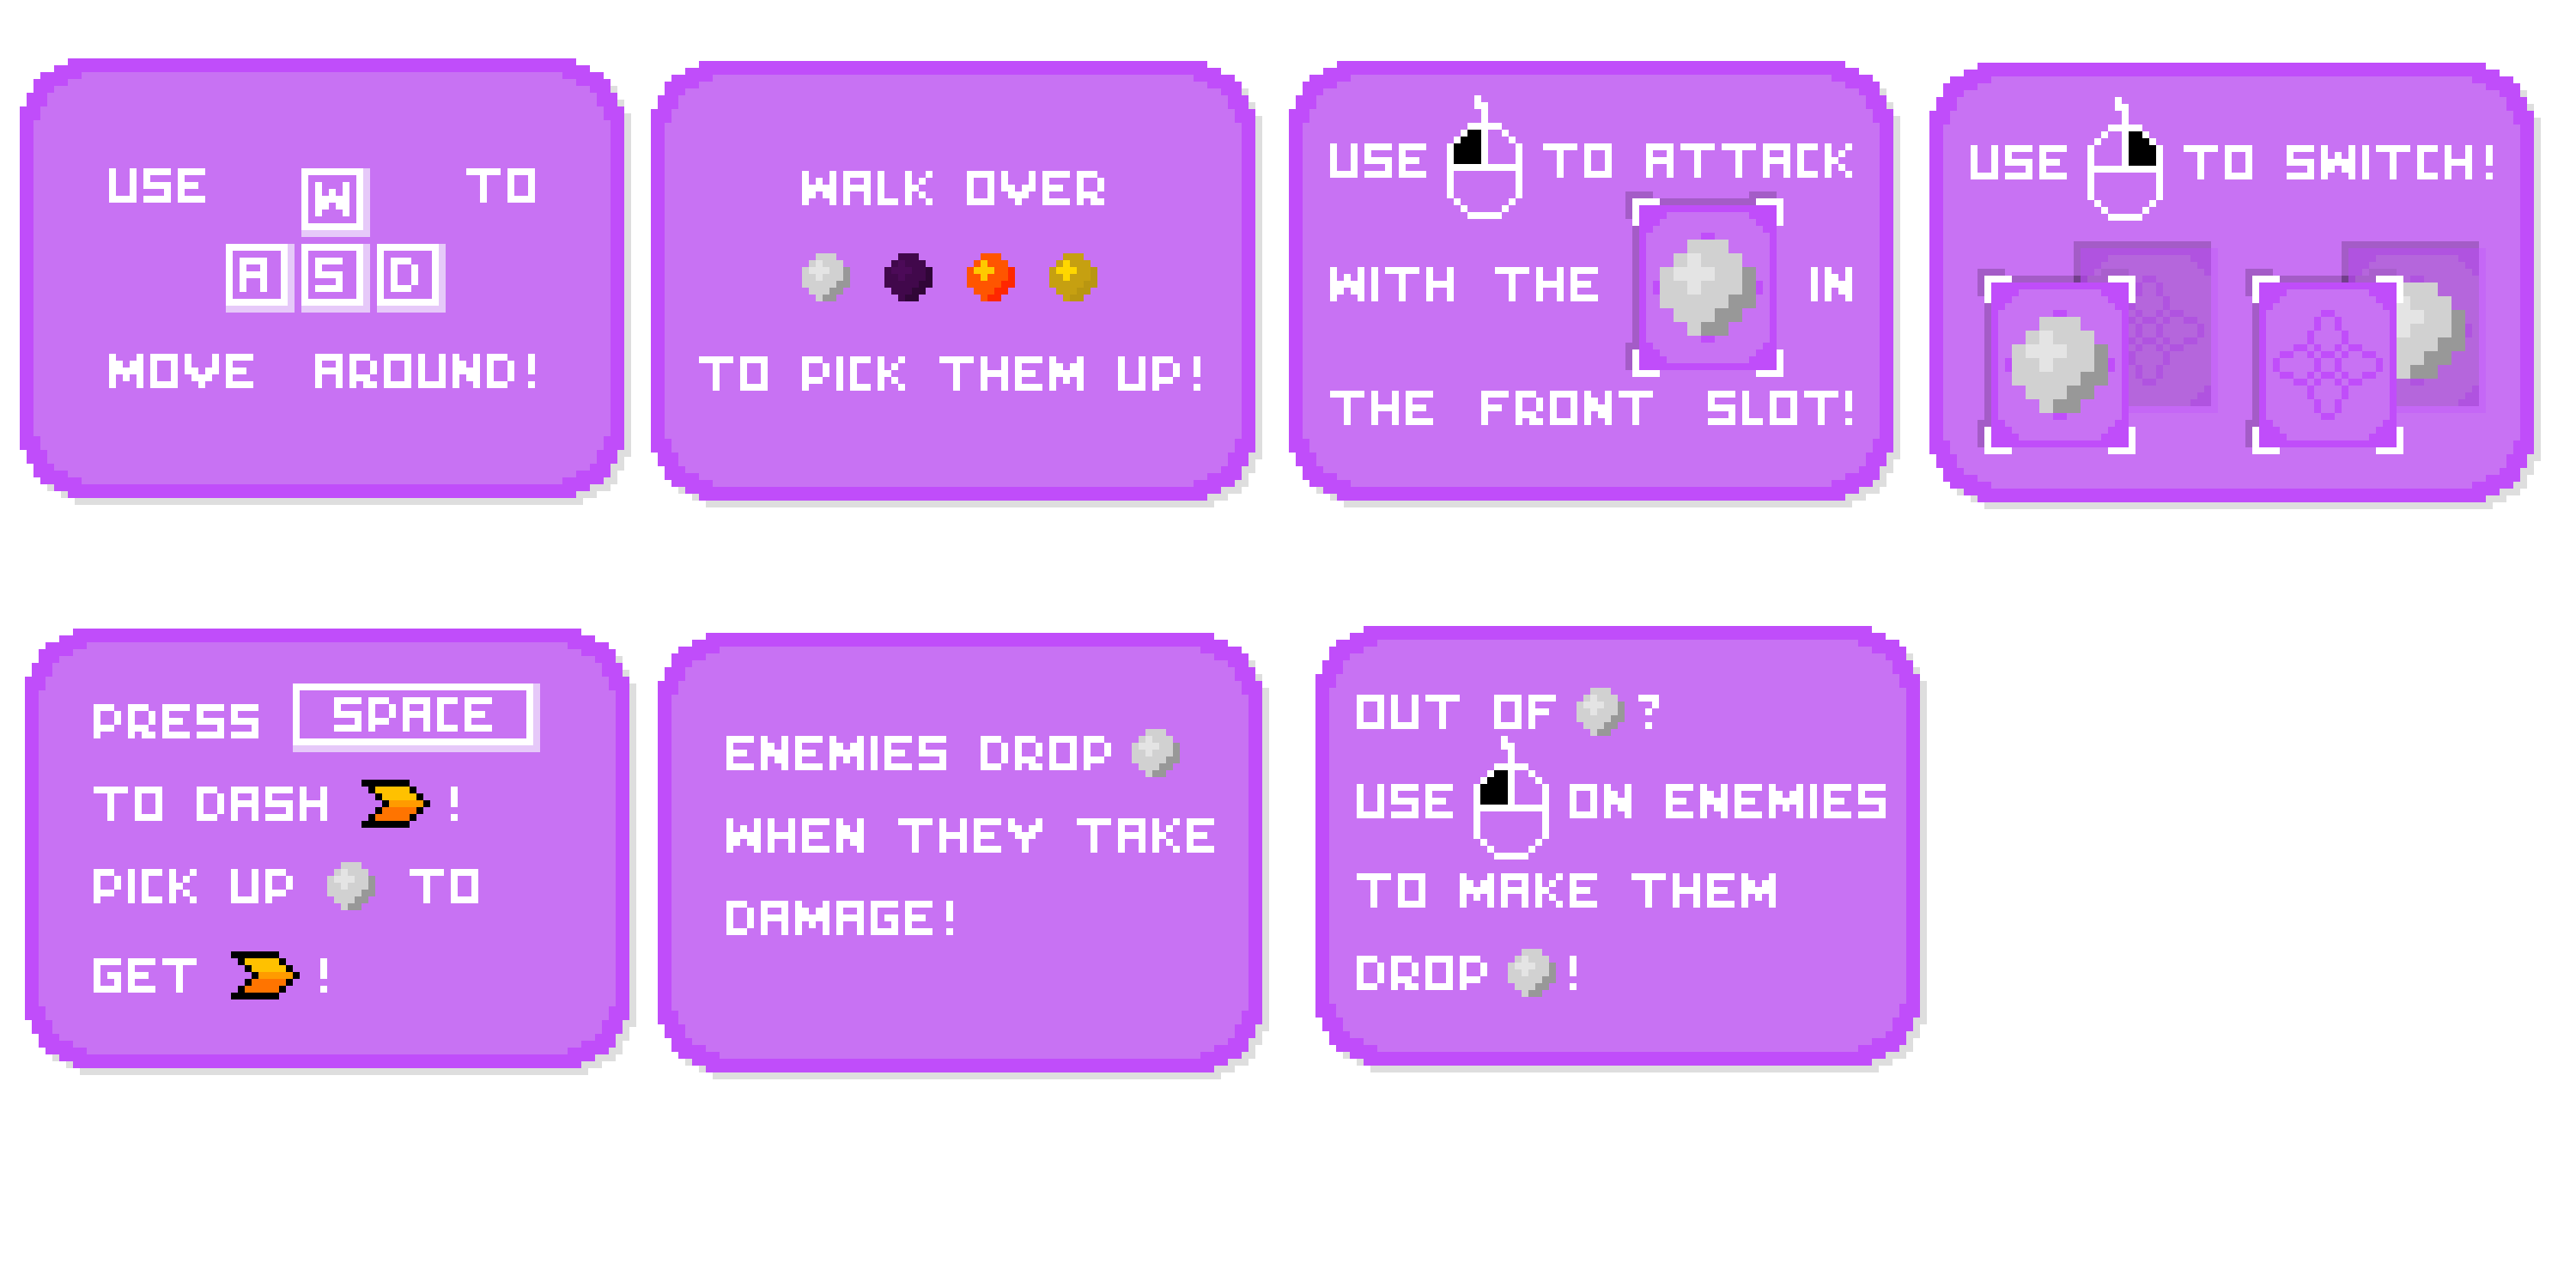 USE W TO
A S D
MOVE AROUND!
WALK OVER
TO PICK THEM UP!
USE TO ATTACK
WITH THE IN
THE FRONT SLOT!
USE TO SWITCH!
PRESS SPACE
TO DASH !
PICK UP TO
GET !
ENEMIES DROP
WHEN THEY TAKE
DAMAGE!
OUT OF ?
USE ON ENEMIES
TO MAKE THEM
DROP !